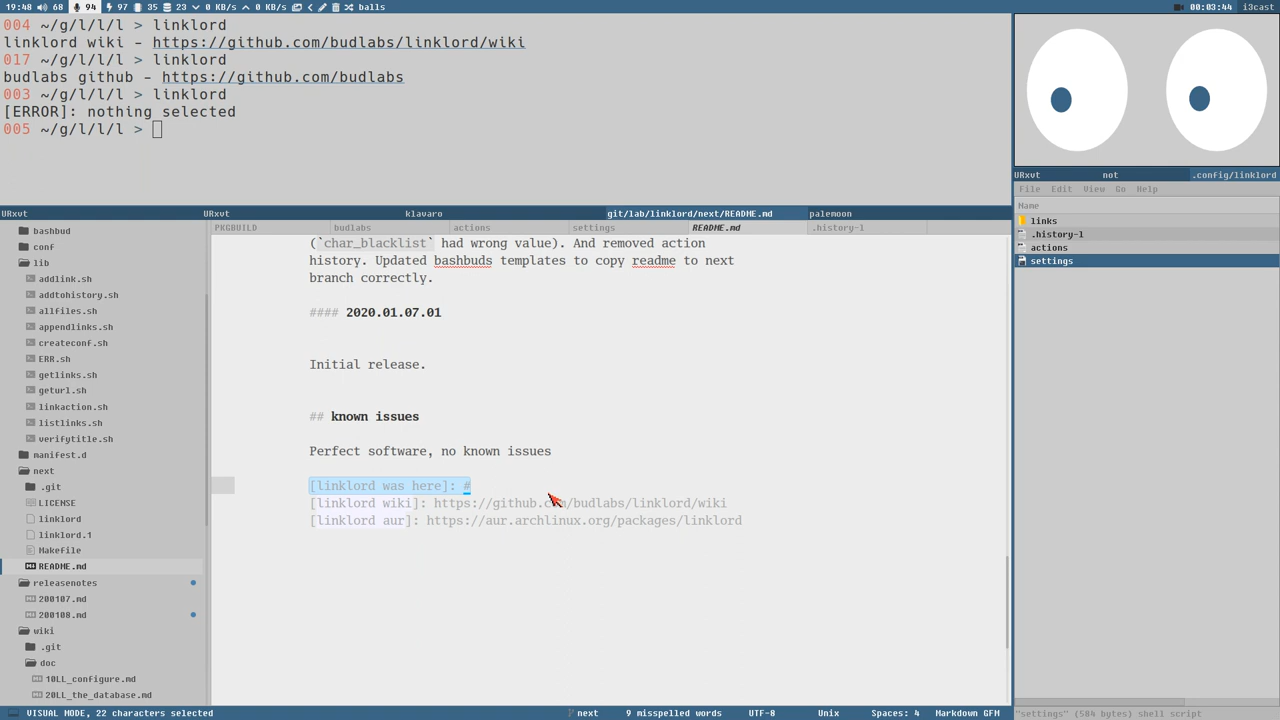 19:48 68 94 97 35 23 0 KB/s 0 KB/s balls 00:03:44 i3cast
004 ~/g/l/l/l > linklord
linklord wiki - https://github.com/budlabs/linklord/wiki
017 ~/g/l/l/l > linklord
budlabs github - https://github.com/budlabs
003 ~/g/l/l/l > linklord
[ERROR]: nothing selected
005 ~/g/l/l/l >
URxvt not .config/linklord
File Edit View Go Help
Name
links
.history-l
actions
settings
"settings" (584 bytes) shell script
URxvt URxvt klavaro git/lab/linklord/next/README.md palemoon
PKGBUILD budlabs actions settings README.md .history-l
bashbud
conf
lib
addlink.sh
addtohistory.sh
allfiles.sh
appendlinks.sh
createconf.sh
ERR.sh
getlinks.sh
geturl.sh
linkaction.sh
listlinks.sh
verifytitle.sh
manifest.d
next
.git
LICENSE
linklord
linklord.1
Makefile
README.md
releasenotes
200107.md
200108.md
wiki
.git
doc
10LL_configure.md
20LL_the_database.md
(`char_blacklist` had wrong value). And removed action
history. Updated bashbuds templates to copy readme to next
branch correctly.
#### 2020.01.07.01
Initial release.
## known issues
Perfect software, no known issues
[linklord was here]: #
[linklord wiki]: https://github.com/budlabs/linklord/wiki
[linklord aur]: https://aur.archlinux.org/packages/linklord
VISUAL MODE, 22 characters selected next 9 misspelled words UTF-8 Unix Spaces: 4 Markdown GFM